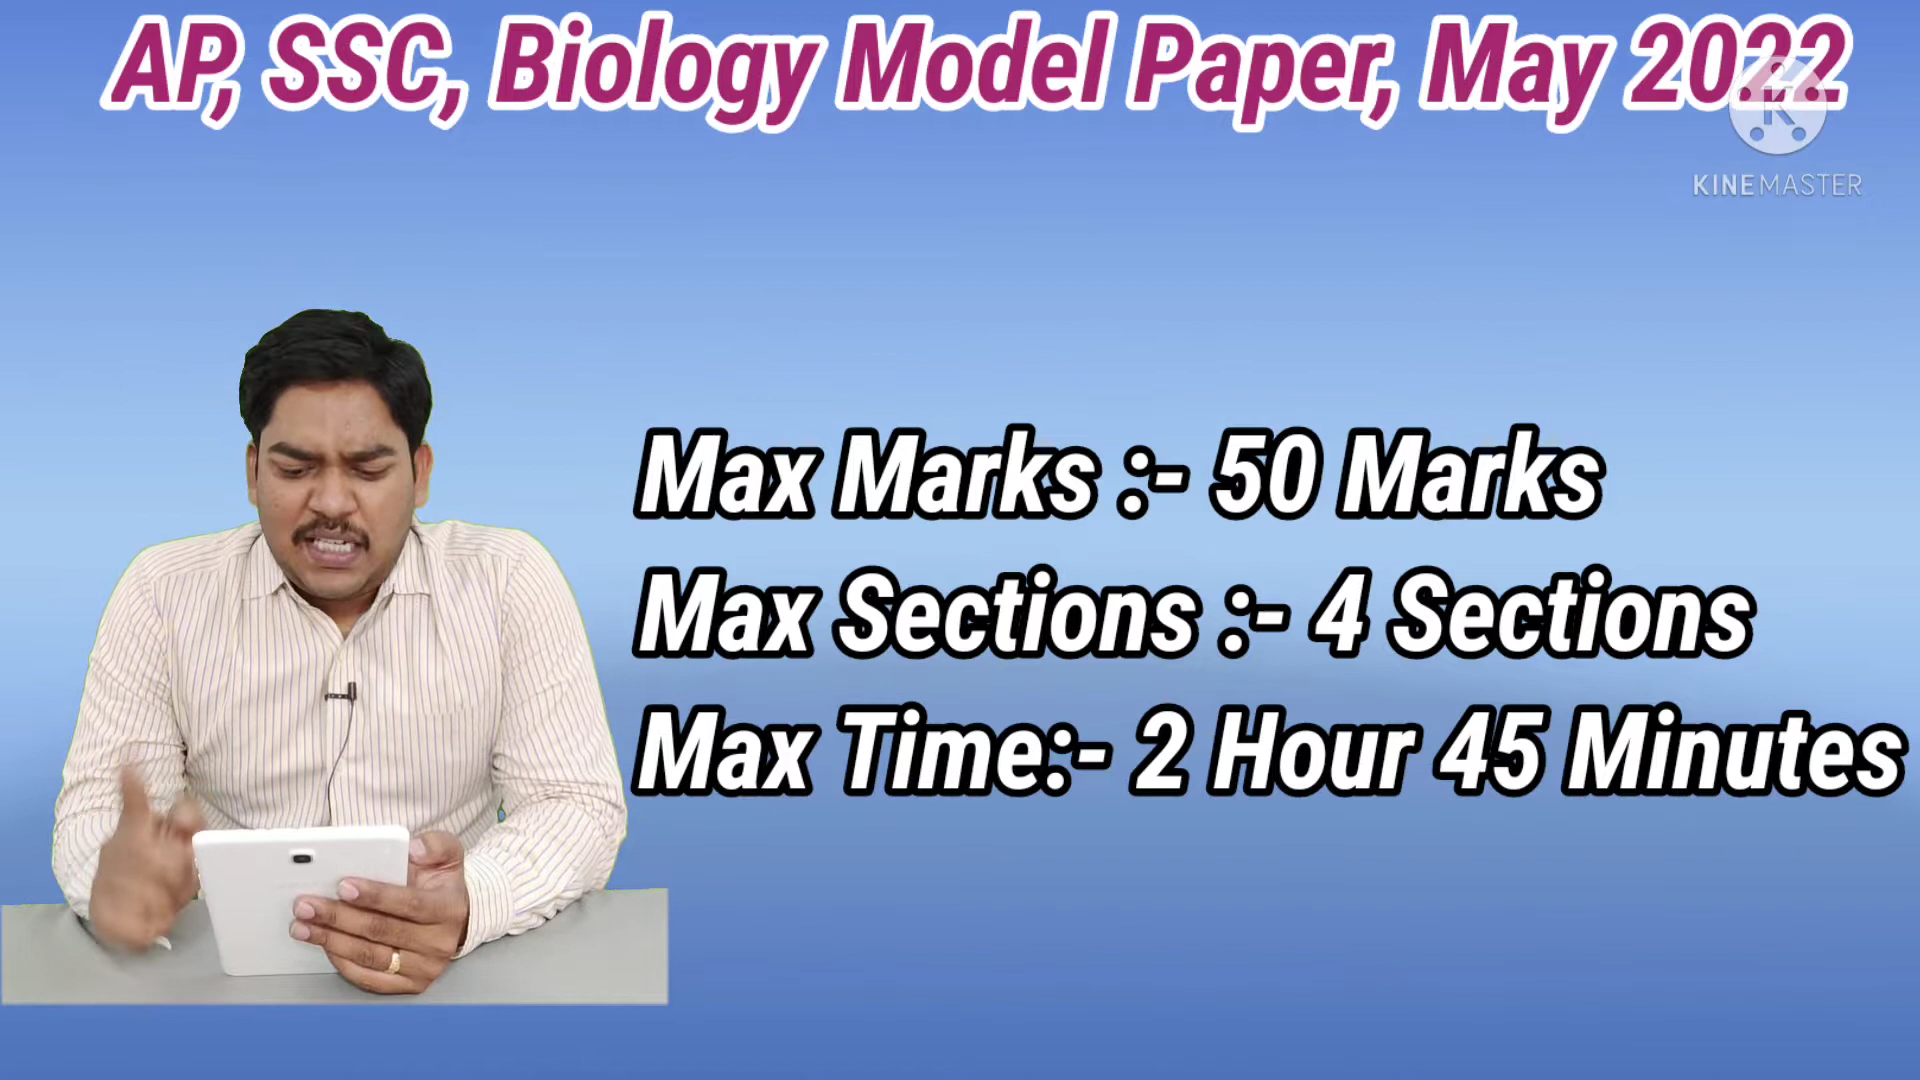 AP, SSC, Biology Model Paper, May 2022
K
KINEMASTER
Max Marks :- 50 Marks
Max Sections :- 4 Sections
Max Time:- 2 Hour 45 Minutes